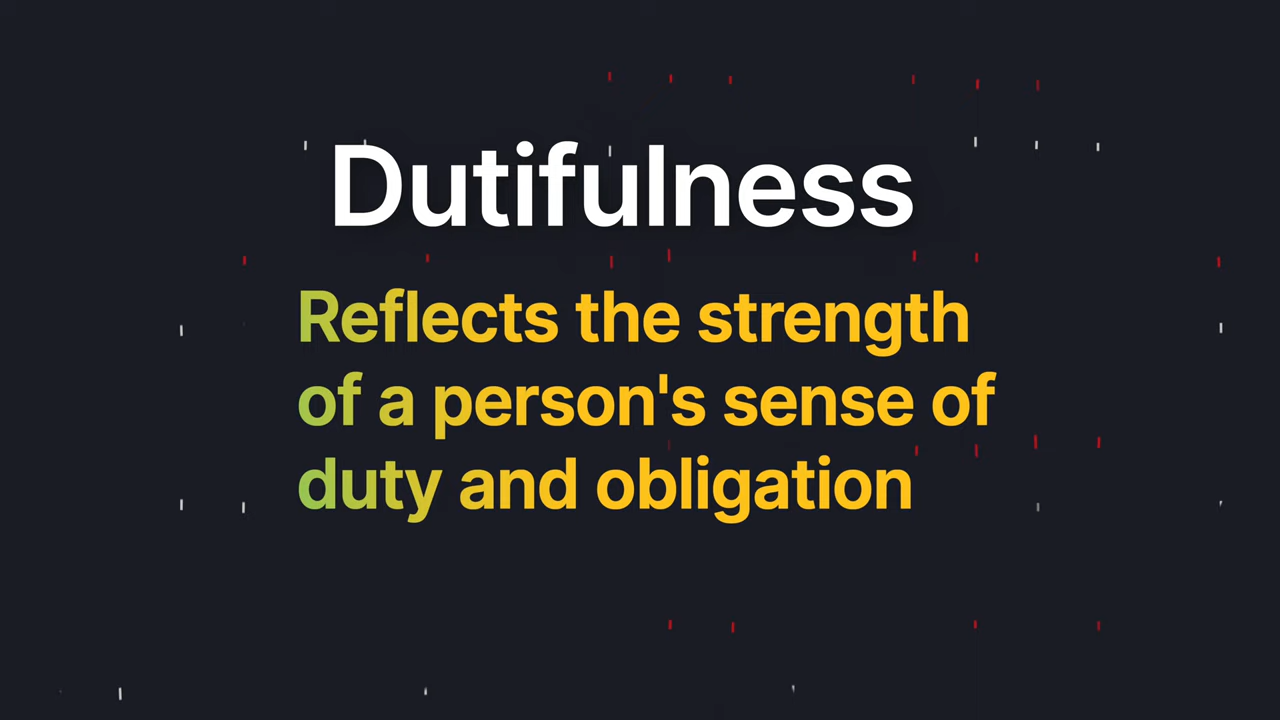 Dutifulness
Reflects the strength
of a person's sense of
duty and obligation